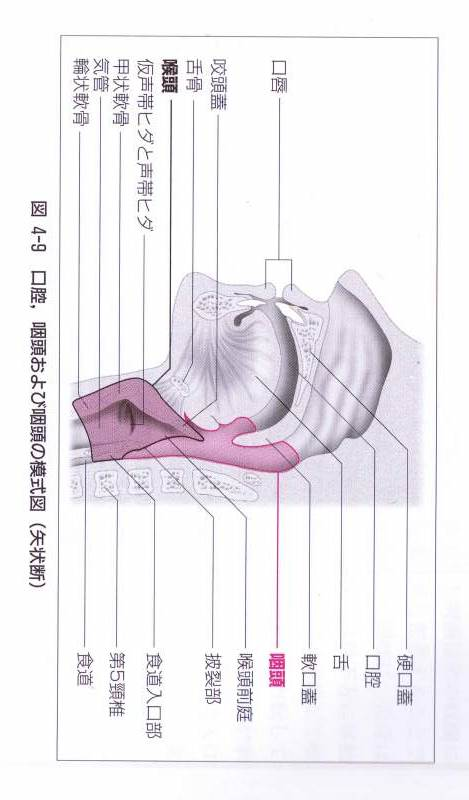 口唇
喉頭蓋
舌骨
喉頭
仮声帯ヒダと声帯ヒダ
甲状軟骨
気管
輪状軟骨
硬口蓋
口腔
舌
軟口蓋
咽頭
喉頭前庭
披裂部
食道入口部
第5頸椎
食道
図 4-9 口腔，咽頭および咽頭の模式図（矢状断）